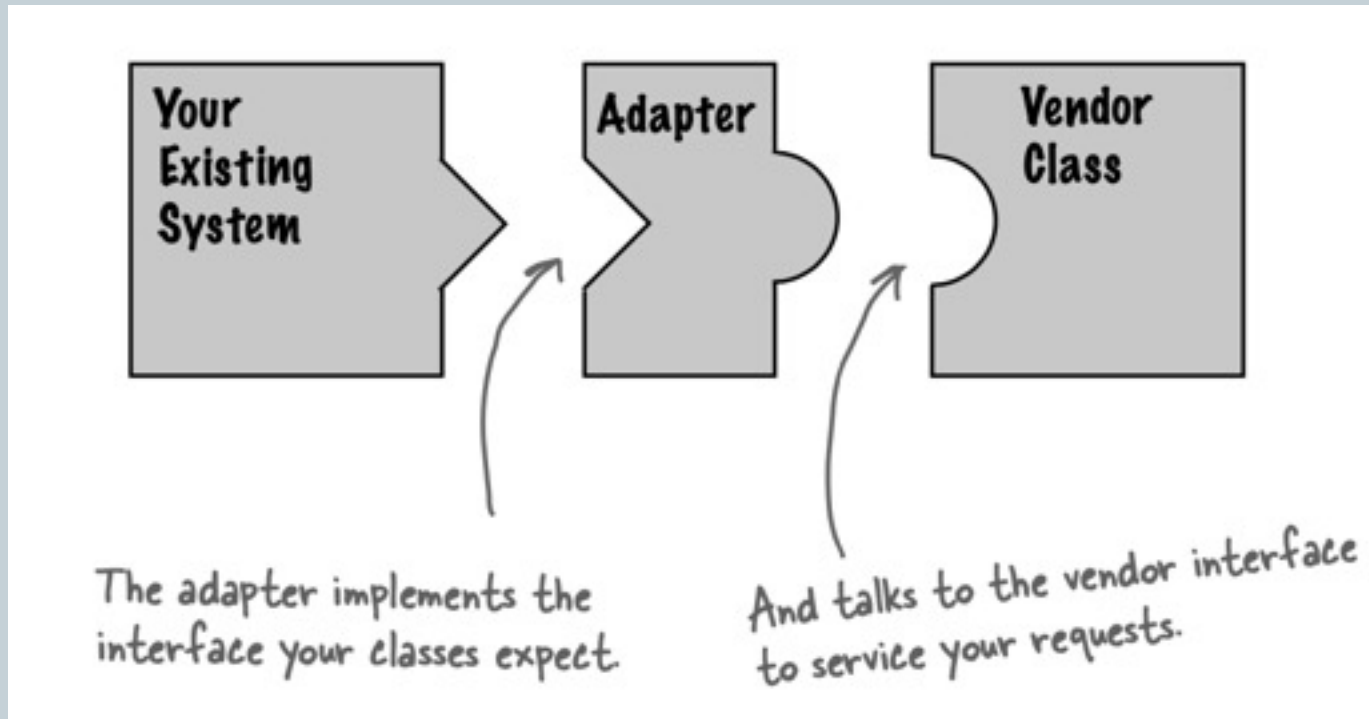 Your
Existing
System
Adapter
Vendor
Class
The adapter implements the
interface your classes expect.
And talks to the vendor interface
to service your requests.